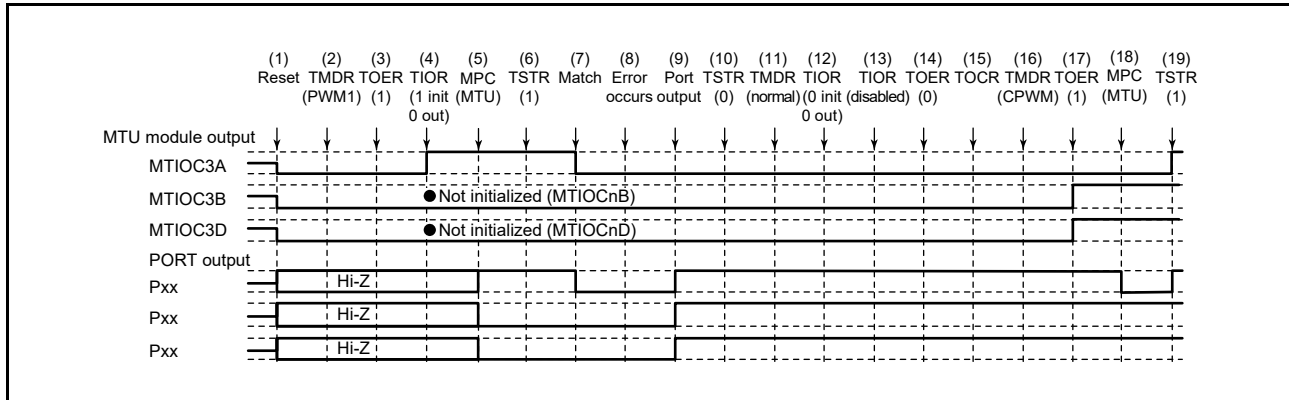 (1) (2) (3) (4) (5) (6) (7) (8) (9) (10) (11) (12) (13) (14) (15) (16) (17) (18) (19)
Reset TMDR TOER TIOR MPC TSTR Match Error Port TSTR TMDR TIOR TIOR TOER TOCR TMDR TOER MPC TSTR
(PWM1) (1) (1 init (MTU) (1) occurs output (0) (normal) (0 init (disabled) (0) (CPWM) (1) (MTU) (1)
0 out) 0 out)
MTU module output
MTIOC3A
MTIOC3B ●Not initialized (MTIOCnB)
MTIOC3D ●Not initialized (MTIOCnD)
PORT output
Pxx Hi-Z
Pxx Hi-Z
Pxx Hi-Z